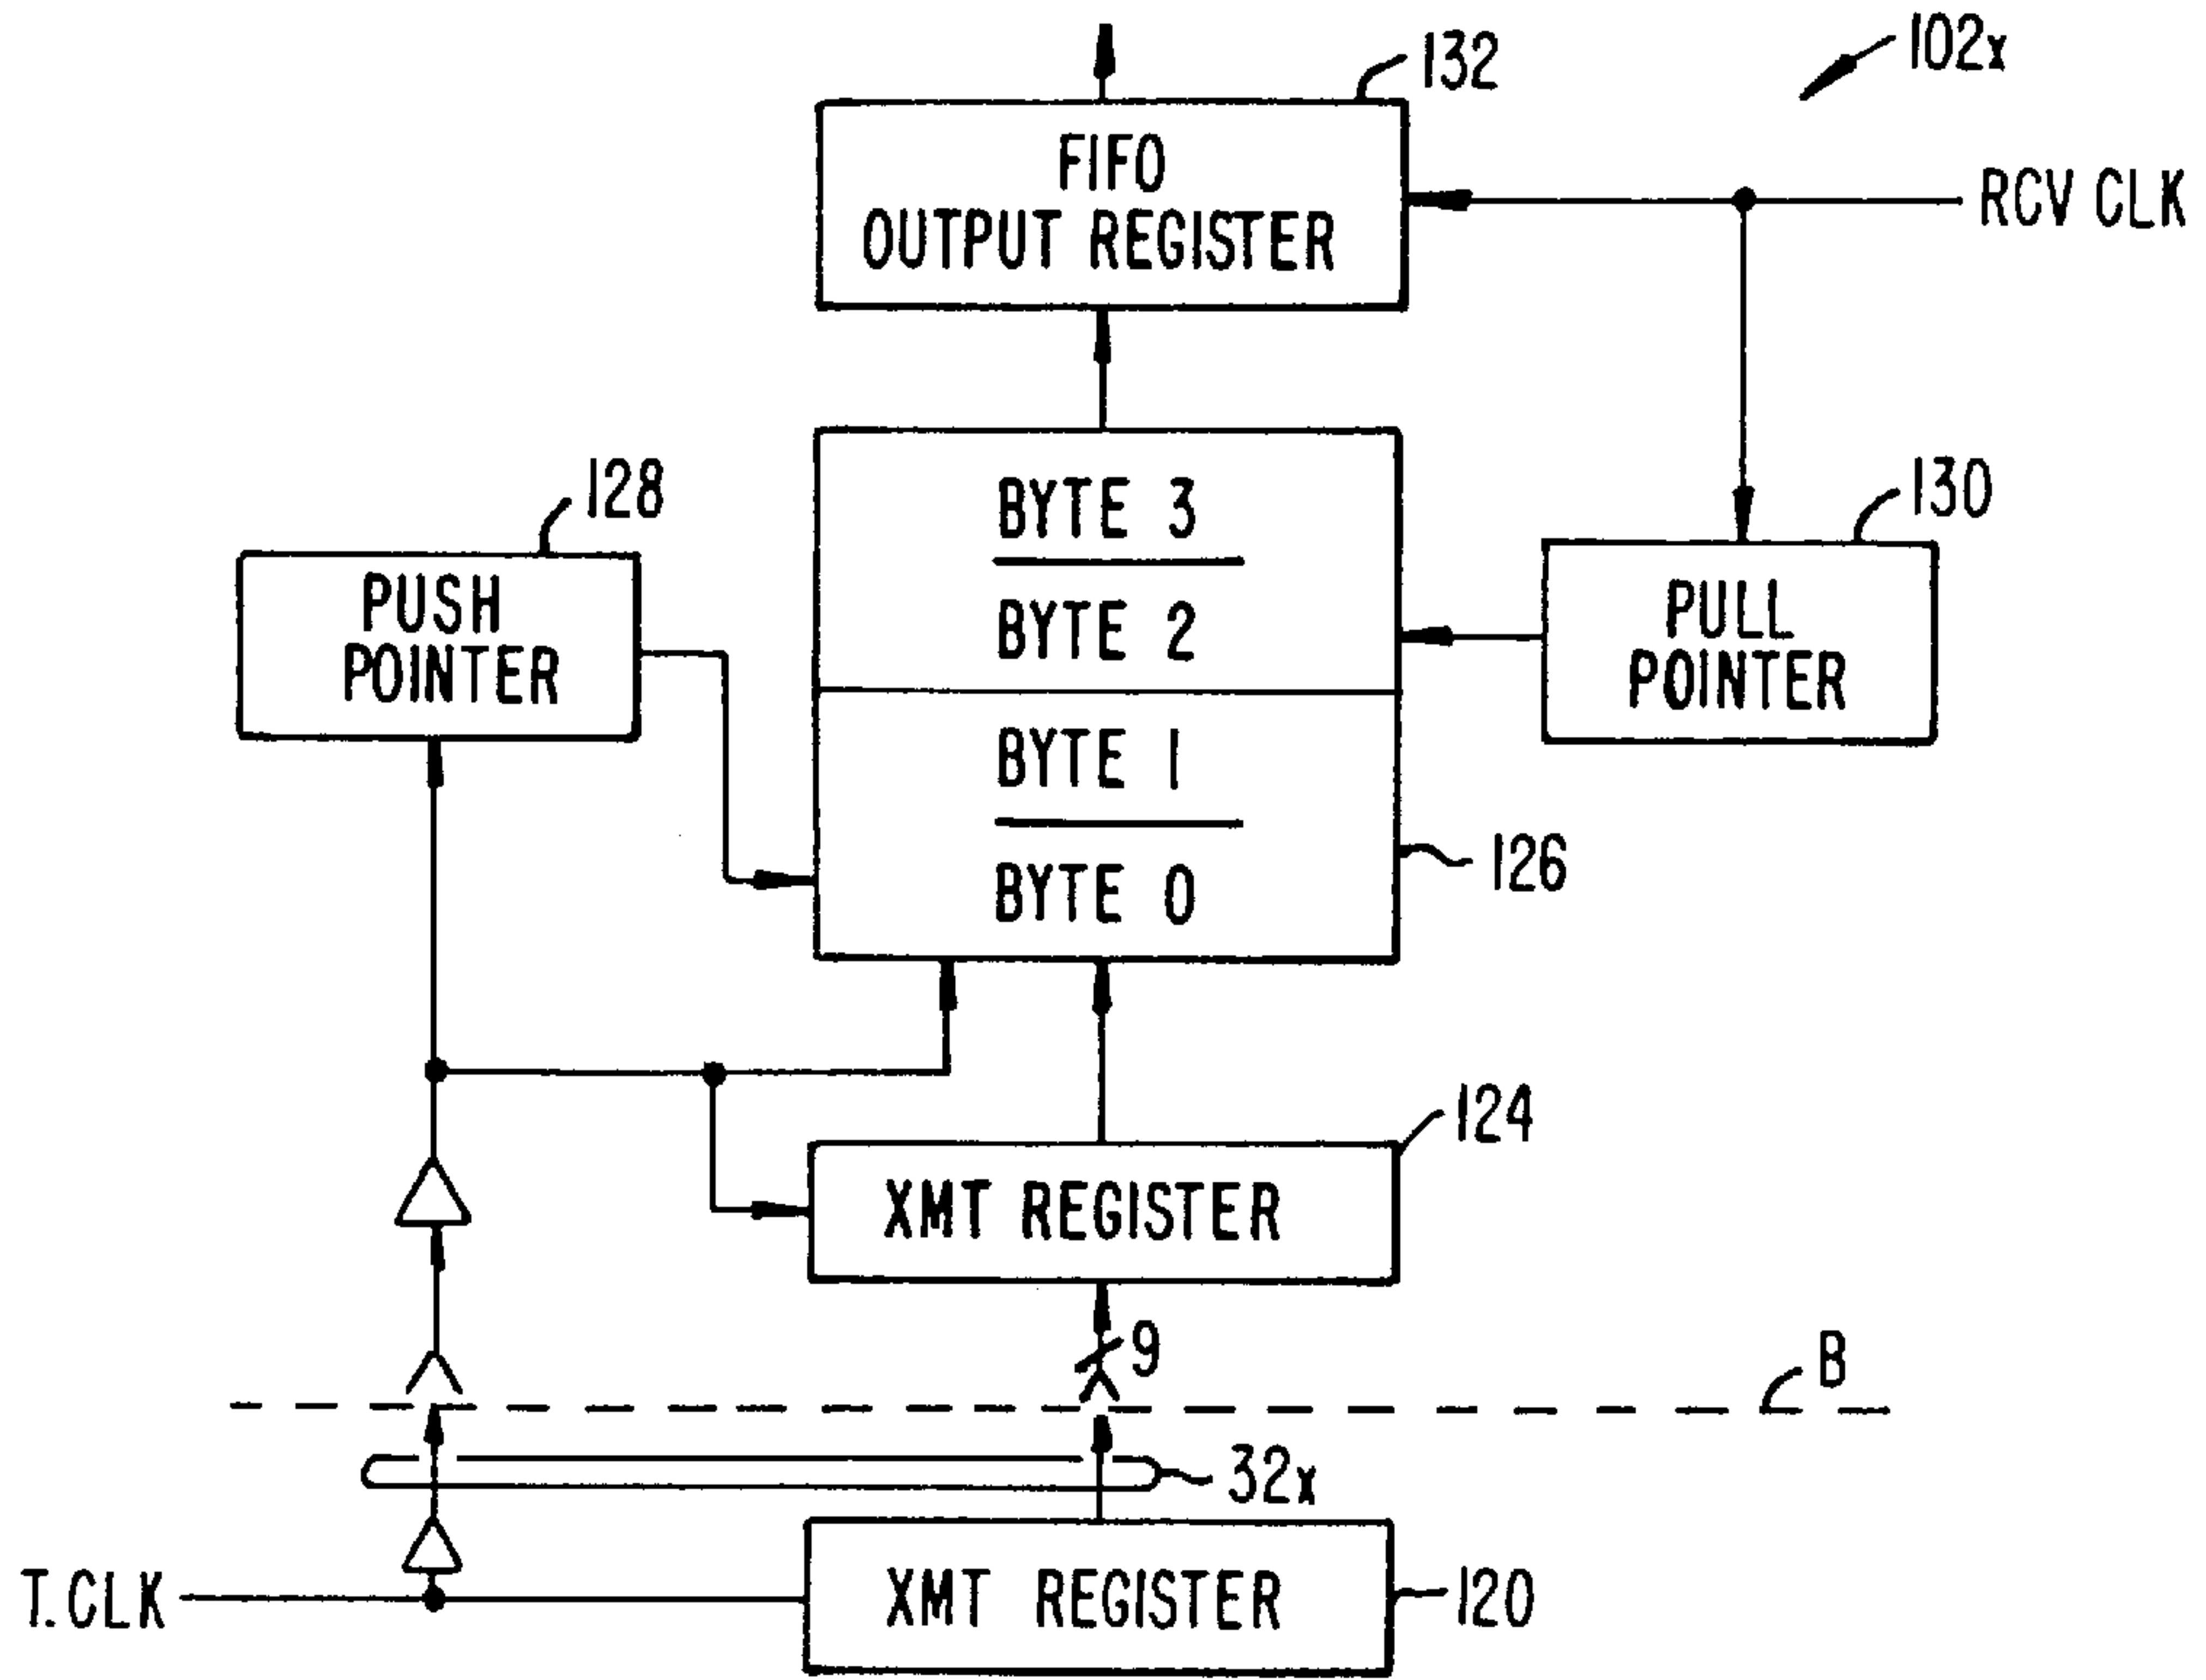 132
102x
FIFO
OUTPUT REGISTER
RCV CLK
128
BYTE 3
130
PUSH
POINTER
BYTE 2
PULL
POINTER
BYTE 1
126
BYTE 0
124
XMT REGISTER
9
B
32x
T. CLK
XMT REGISTER
120